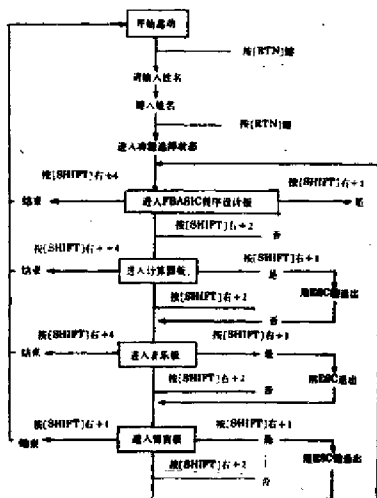 开始启动
按[RTN]键
请输入姓名
键入姓名
按[RTN]键
进入功能选择状态
按[SHIFT]右+4
按[SHIFT]右+1
结束
进入FBASIC程序设计板
是
按[SHIFT]右+2
否
按[SHIFT]右+4
按[SHIFT]右+1
结束
进入计算器板
是
按[SHIFT]右+2
用ESC键退出
否
按[SHIFT]右+4
按[SHIFT]右+1
结束
进入音乐板
是
按[SHIFT]右+2
按ESC退出
否
按[SHIFT]右+4
按[SHIFT]右+1
结束
进入留言板
是
按[SHIFT]右+2
用ESC键退出
否